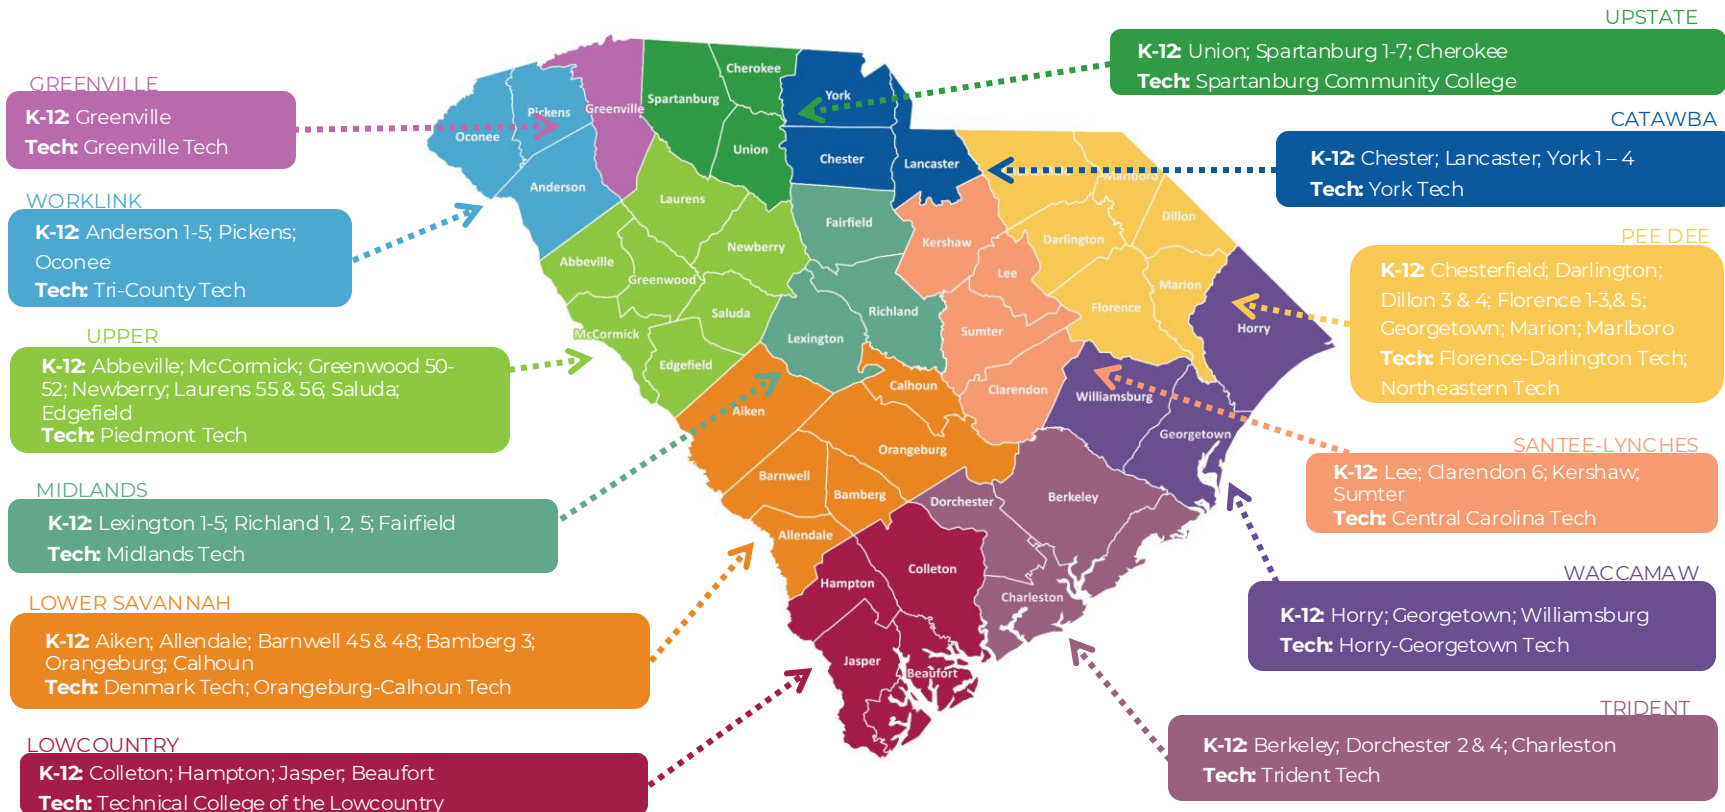 GREENVILLE
K-12: Greenville
Tech: Greenville Tech
WORKLINK
K-12: Anderson 1-5; Pickens;
Oconee
Tech: Tri-County Tech
UPPER
K-12: Abbeville; McCormick; Greenwood 50-
52; Newberry; Laurens 55 & 56; Saluda;
Edgefield
Tech: Piedmont Tech
MIDLANDS
K-12: Lexington 1-5; Richland 1, 2, 5; Fairfield
Tech: Midlands Tech
LOWER SAVANNAH
K-12: Aiken; Allendale; Barnwell 45 & 48; Bamberg 3;
Orangeburg; Calhoun
Tech: Denmark Tech; Orangeburg-Calhoun Tech
LOWCOUNTRY
K-12: Colleton; Hampton; Jasper; Beaufort
Tech: Technical College of the Lowcountry
Cherokee
Spartanburg
York
Greenville
Pickens
Oconee
Union
Chester
Lancaster
Marlboro
Anderson
Laurens
Fairfield
Dillon
Kershaw
Darlington
Newberry
Abbeville
Lee
Greenwood
Marion
Saluda
Richland
Florence
McCormick
Lexington
Sumter
Horry
Edgefield
Calhoun
Clarendon
Williamsburg
Aiken
Georgetown
Orangeburg
Barnwell
Bamberg
Dorchester
Berkeley
Allendale
Colleton
Hampton
Charleston
Jasper
Beaufort
UPSTATE
K-12: Union; Spartanburg 1-7; Cherokee
Tech: Spartanburg Community College
CATAWBA
K-12: Chester; Lancaster; York 1 – 4
Tech: York Tech
PEE DEE
K-12: Chesterfield; Darlington;
Dillon 3 & 4; Florence 1-3,& 5;
Georgetown; Marion; Marlboro
Tech: Florence-Darlington Tech;
Northeastern Tech
SANTEE-LYNCHES
K-12: Lee; Clarendon 6; Kershaw;
Sumter
Tech: Central Carolina Tech
WACCAMAW
K-12: Horry; Georgetown; Williamsburg
Tech: Horry-Georgetown Tech
TRIDENT
K-12: Berkeley; Dorchester 2 & 4; Charleston
Tech: Trident Tech